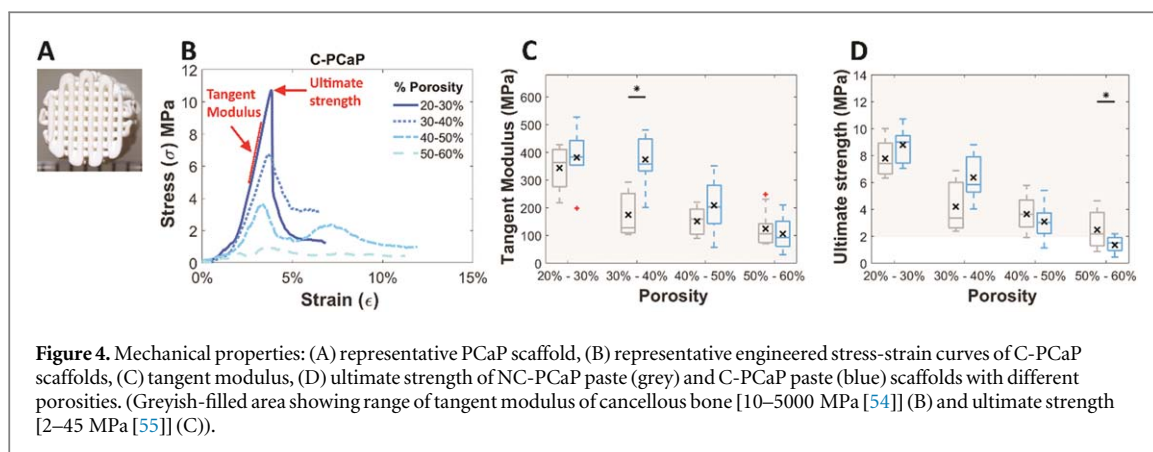 A
B
C-PCaP
12
10
8
6
4
2
0
Stress (σ) MPa
0%
5%
10%
15%
Strain (ϵ)
Tangent
Modulus
Ultimate
strength
% Porosity
20-30%
30-40%
40-50%
50-60%
C
600
500
400
300
200
100
0
Tangent Modulus (MPa)
*
20% - 30%
30% - 40%
40% - 50%
50% - 60%
Porosity
D
14
12
10
8
6
4
2
0
Ultimate strength (MPa)
*
20% - 30%
30% - 40%
40% - 50%
50% - 60%
Porosity
Figure 4. Mechanical properties: (A) representative PCaP scaffold, (B) representative engineered stress-strain curves of C-PCaP
scaffolds, (C) tangent modulus, (D) ultimate strength of NC-PCaP paste (grey) and C-PCaP paste (blue) scaffolds with different
porosities. (Greyish-filled area showing range of tangent modulus of cancellous bone [10–5000 MPa [54]] (B) and ultimate strength
[2–45 MPa [55]] (C)).